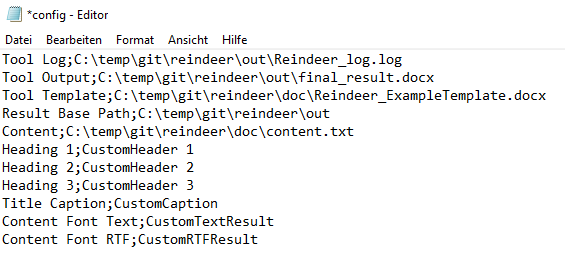 *config - Editor
Datei Bearbeiten Format Ansicht Hilfe
Tool Log;C:\temp\git\reindeer\out\Reindeer_log.log
Tool Output;C:\temp\git\reindeer\out\final_result.docx
Tool Template;C:\temp\git\reindeer\doc\Reindeer_ExampleTemplate.docx
Result Base Path;C:\temp\git\reindeer\out
Content;C:\temp\git\reindeer\doc\content.txt
Heading 1;CustomHeader 1
Heading 2;CustomHeader 2
Heading 3;CustomHeader 3
Title Caption;CustomCaption
Content Font Text;CustomTextResult
Content Font RTF;CustomRTFResult